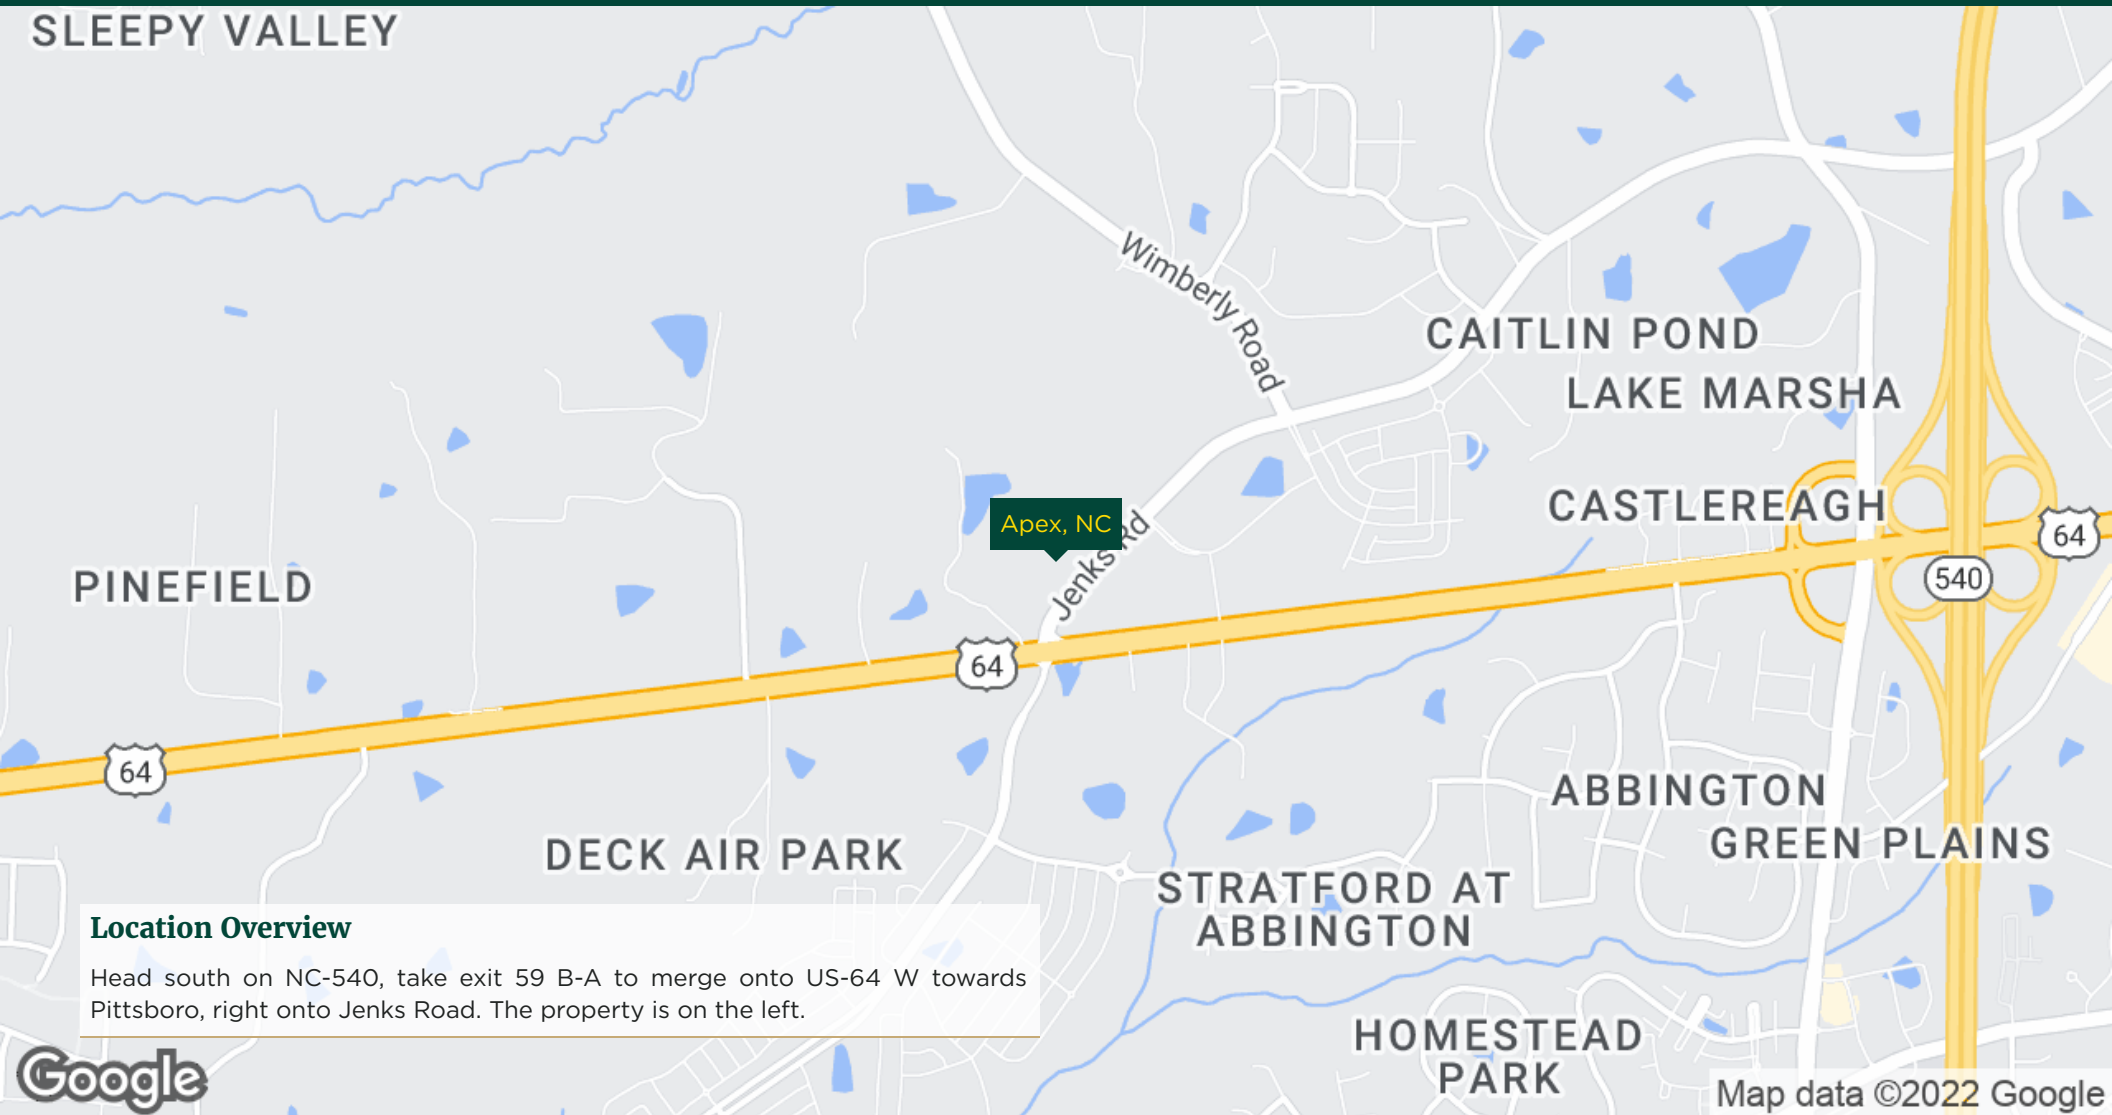 SLEEPY VALLEY
Wimberly Road
CAITLIN POND
LAKE MARSHA
CASTLEREAGH
Apex, NC
Jenks Rd
64
540
PINEFIELD
64
64
ABBINGTON
GREEN PLAINS
DECK AIR PARK
STRATFORD AT
ABBINGTON
Location Overview
Head south on NC-540, take exit 59 B-A to merge onto US-64 W towards
Pittsboro, right onto Jenks Road. The property is on the left.
HOMESTEAD
PARK
Google
Map data ©2022 Google